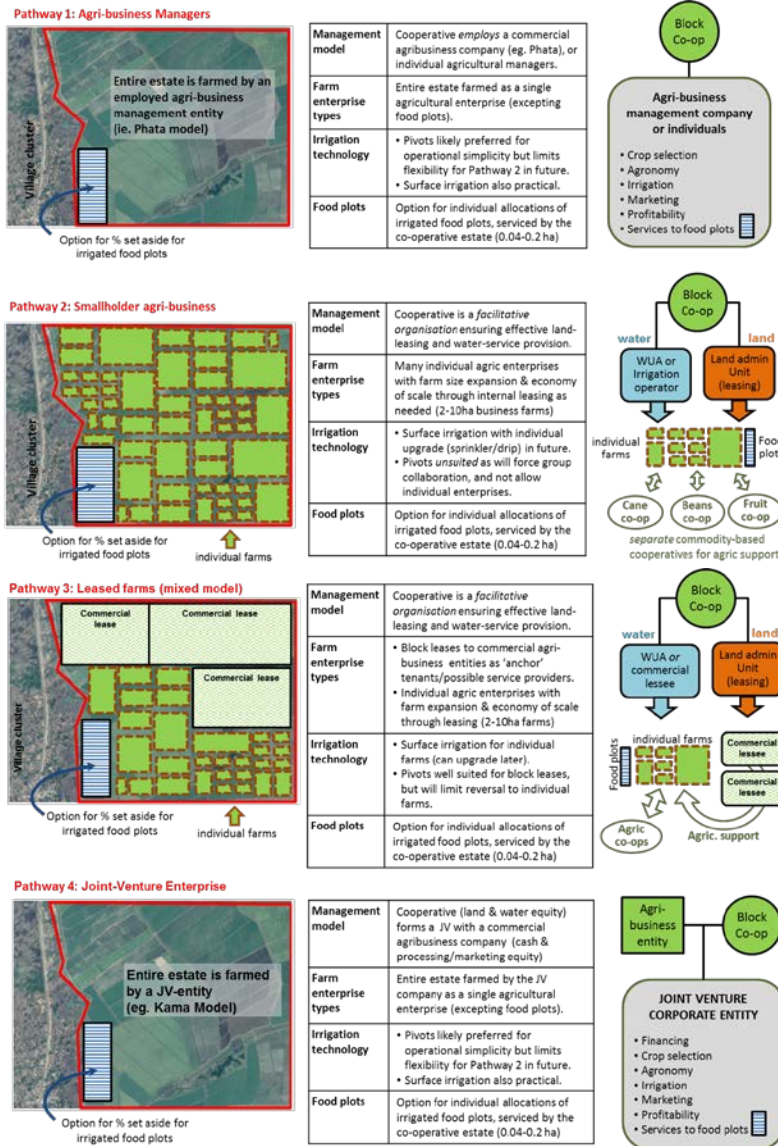 Pathway 1: Agri-business Managers
Village cluster
Entire estate is farmed by an
employed agri-business
management entity
(ie. Phata model)
Option for % set aside for
irrigated food plots
Management
model
Cooperative employs a commercial
agribusiness company (eg. Phata), or
individual agricultural managers.
Farm
enterprise
types
Entire estate farmed as a single
agricultural enterprise (excepting
food plots).
Irrigation
technology
• Pivots likely preferred for
operational simplicity but limits
flexibility for Pathway 2 in future.
• Surface irrigation also practical.
Food plots
Option for individual allocations of
irrigated food plots, serviced by the
co-operative estate (0.04-0.2 ha)
Block
Co-op
Agri-business
management company
or individuals
• Crop selection
• Agronomy
• Irrigation
• Marketing
• Profitability
• Services to food plots
Pathway 2: Smallholder agri-business
Village cluster
Option for % set aside for
irrigated food plots
individual farms
Management
model
Cooperative is a facilitative
organisation ensuring effective land-
leasing and water-service provision.
Farm
enterprise
types
Many individual agric enterprises
with farm size expansion & economy
of scale through internal leasing as
needed (2-10ha business farms)
Irrigation
technology
• Surface irrigation with individual
upgrade (sprinkler/drip) in future.
• Pivots unsuited as will force group
collaboration, and not allow
individual enterprises.
Food plots
Option for individual allocations of
irrigated food plots, serviced by the
co-operative estate (0.04-0.2 ha)
Block
Co-op
water
land
WUA or
Irrigation
operator
Land admin
Unit
(leasing)
individual
farms
Food
plots
Cane
co-op
Beans
co-op
Fruit
co-op
separate commodity-based
cooperatives for agric support
Pathway 3: Leased farms (mixed model)
Commercial
lease
Commercial lease
Commercial lease
Village cluster
Option for % set aside for
irrigated food plots
individual farms
Management
model
Cooperative is a facilitative
organisation ensuring effective land-
leasing and water-service provision.
Farm
enterprise
types
• Block leases to commercial agri-
business entities as ‘anchor’
tenants/possible service providers.
• Individual agric enterprises with
farm expansion & economy of scale
through leasing (2-10ha farms)
Irrigation
technology
• Surface irrigation for individual
farms (can upgrade later).
• Pivots well suited for block leases,
but will limit reversal to individual
farms.
Food plots
Option for individual allocations of
irrigated food plots, serviced by the
co-operative estate (0.04-0.2 ha)
Block
Co-op
water
land
WUA or
commercial
lessee
Land admin
Unit
(leasing)
individual farms
Food plots
Commercial
lessee
Commercial
lessee
Agric
co-ops
Agric. support
Pathway 4: Joint-Venture Enterprise
Village cluster
Entire estate is farmed
by a JV-entity
(eg. Kama Model)
Option for % set aside for
irrigated food plots
Management
model
Cooperative (land & water equity)
forms a JV with a commercial
agribusiness company (cash &
processing/marketing equity)
Farm
enterprise
types
Entire estate farmed by the JV
company as a single agricultural
enterprise (excepting food plots).
Irrigation
technology
• Pivots likely preferred for
operational simplicity but limits
flexibility for Pathway 2 in future.
• Surface irrigation also practical.
Food plots
Option for individual allocations of
irrigated food plots, serviced by the
co-operative estate (0.04-0.2 ha)
Agri-
business
entity
Block
Co-op
JOINT VENTURE
CORPORATE ENTITY
• Financing
• Crop selection
• Agronomy
• Irrigation
• Marketing
• Profitability
• Services to food plots